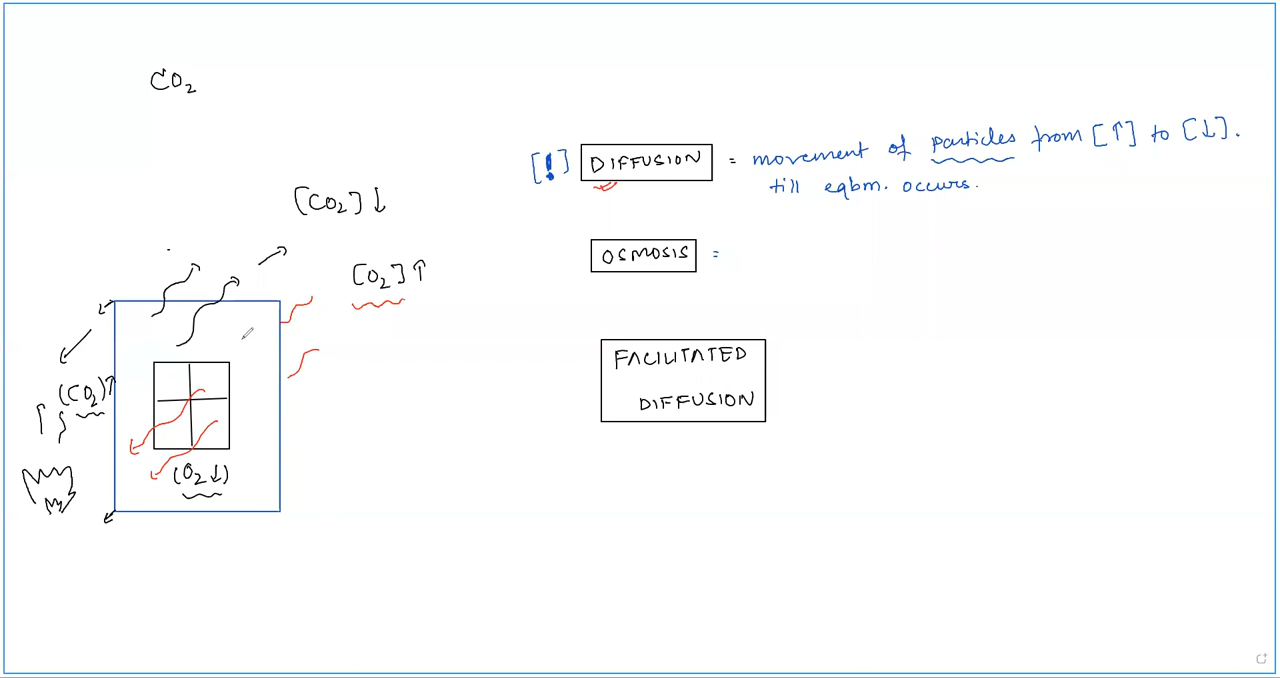 CO₂
[!] DIFFUSION = movement of particles from [↑] to [↓].
till eqbm. occurs.
[CO₂]↓
OSMOSIS =
[O₂]↑
FACILITATED
DIFFUSION
(CO₂)↑
(O₂↓)